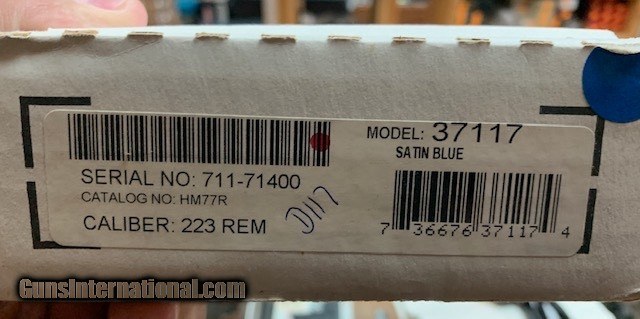 MODEL: 37117
SATIN BLUE
SERIAL NO: 711-71400
CATALOG NO: HM77R
CALIBER: 223 REM
D117
7 36676 37117 4
GunsInternational.com